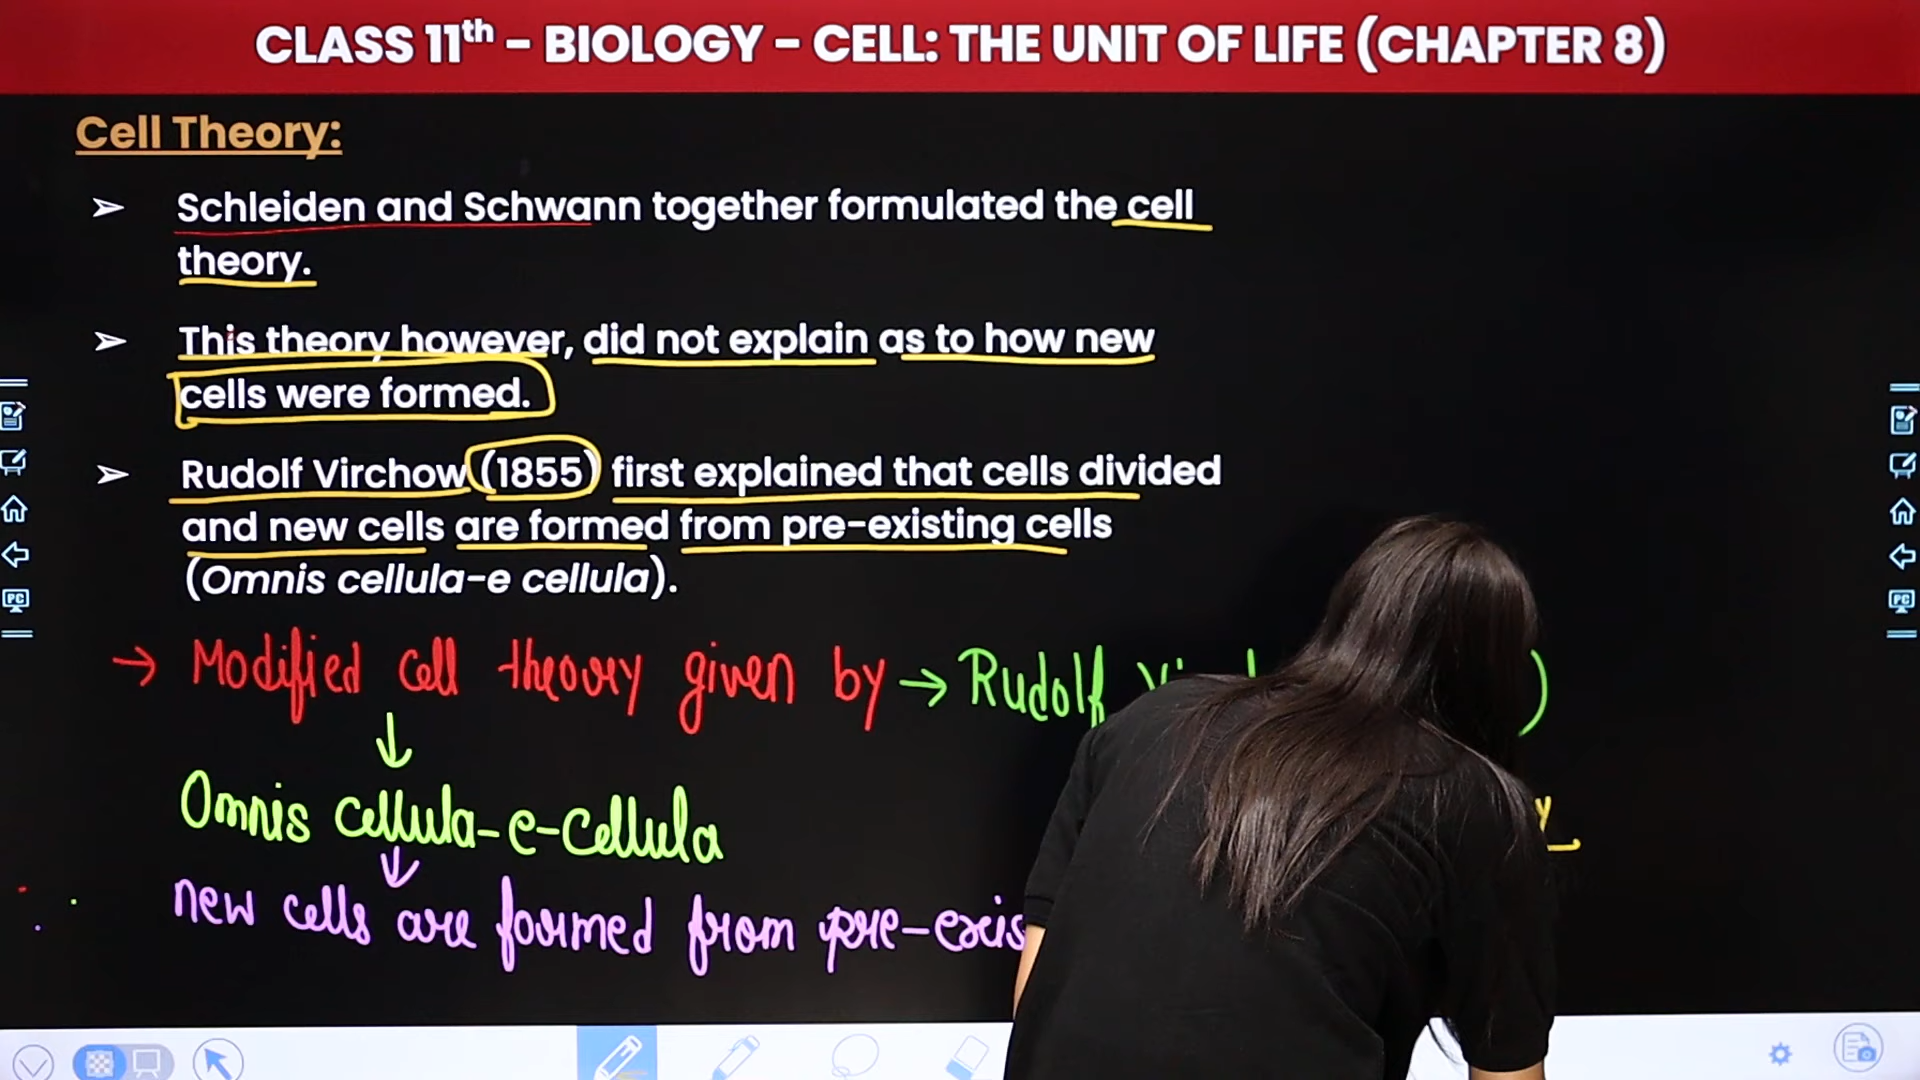 CLASS 11th - BIOLOGY - CELL: THE UNIT OF LIFE (CHAPTER 8)
Cell Theory:
➢ Schleiden and Schwann together formulated the cell
theory.
➢ This theory however, did not explain as to how new
cells were formed.
➢ Rudolf Virchow (1855) first explained that cells divided
and new cells are formed from pre-existing cells
(Omnis cellula-e cellula).
→ Modified cell theory given by → Rudolf
Omnis cellula-e-cellula
new cells are formed from pre-exis
PC
PC